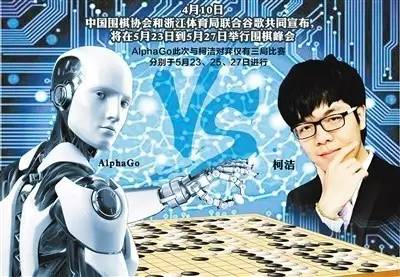 4月10日
中国围棋协会和浙江体育局联合谷歌共同宣布,
将在5月23日到5月27日举行围棋峰会
AlphaGo此次与柯洁对弈仅有三局比赛
分别于5月23、25、27日进行
VS
AlphaGo
柯洁